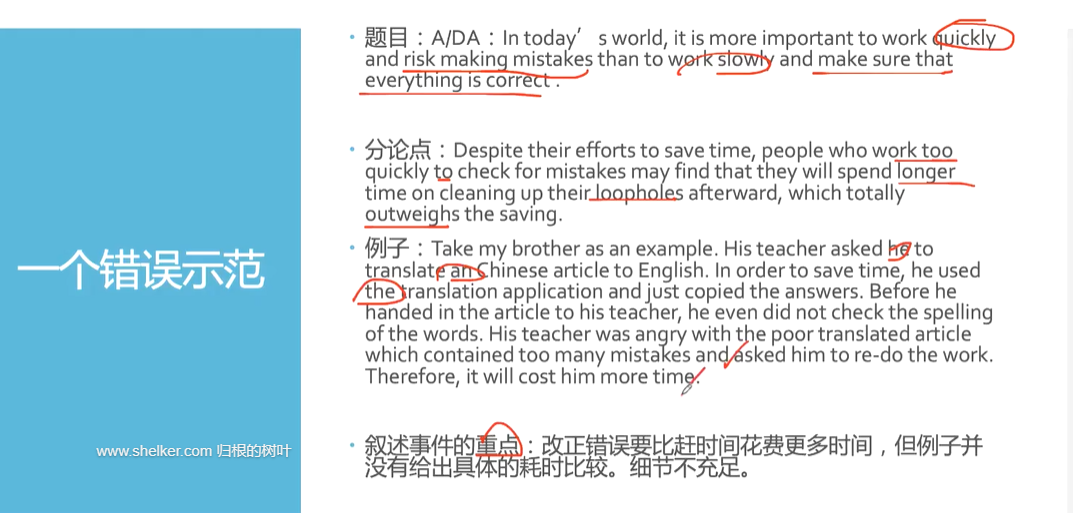 • 题目：A/DA：In today’s world, it is more important to work quickly
and risk making mistakes than to work slowly and make sure that
everything is correct .
• 分论点：Despite their efforts to save time, people who work too
quickly to check for mistakes may find that they will spend longer
time on cleaning up their loopholes afterward, which totally
outweighs the saving.
一个错误示范
• 例子：Take my brother as an example. His teacher asked he to
translate an Chinese article to English. In order to save time, he used
the translation application and just copied the answers. Before he
handed in the article to his teacher, he even did not check the spelling
of the words. His teacher was angry with the poor translated article
which contained too many mistakes and asked him to re-do the work.
Therefore, it will cost him more time.
www.shelker.com 归根的树叶
• 叙述事件的重点：改正错误要比赶时间花费更多时间，但例子并
没有给出具体的耗时比较。细节不充足。